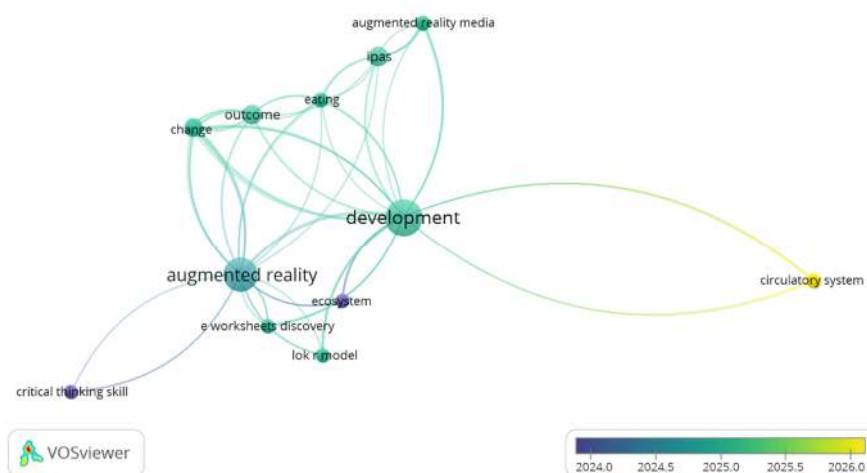 augmented reality media
ipas
eating
outcome
change
development
augmented reality
circulatory system
ecosystem
e worksheets discovery
lok r model
critical thinking skill
VOSviewer
2024.0 2024.5 2025.0 2025.5 2026.0